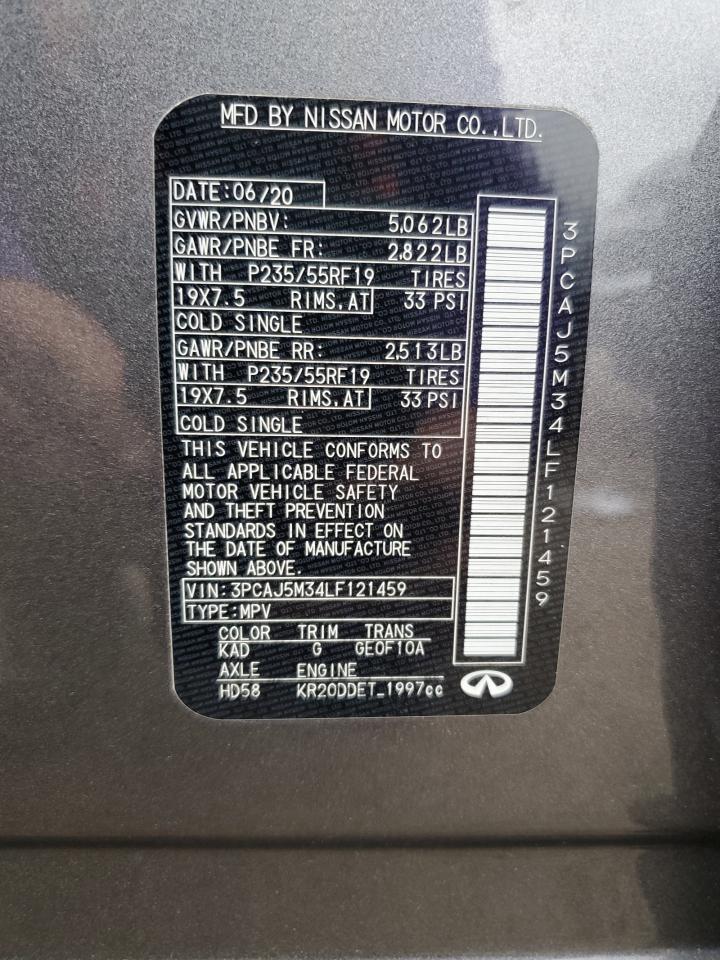 MFD BY NISSAN MOTOR CO.,LTD.
DATE:06/20
GVWR/PNBV: 5,062LB
GAWR/PNBE FR: 2,822LB
WITH P235/55RF19 TIRES
19X7.5 RIMS,AT 33 PSI
COLD SINGLE
GAWR/PNBE RR: 2,513LB
WITH P235/55RF19 TIRES
19X7.5 RIMS,AT 33 PSI
COLD SINGLE
THIS VEHICLE CONFORMS TO
ALL APPLICABLE FEDERAL
MOTOR VEHICLE SAFETY
AND THEFT PREVENTION
STANDARDS IN EFFECT ON
THE DATE OF MANUFACTURE
SHOWN ABOVE.
VIN:3PCAJ5M34LF121459
TYPE:MPV
COLOR TRIM TRANS
KAD G GE0F10A
AXLE ENGINE
HD58 KR20DDET_1997cc
3PCAJ5M34LF121459